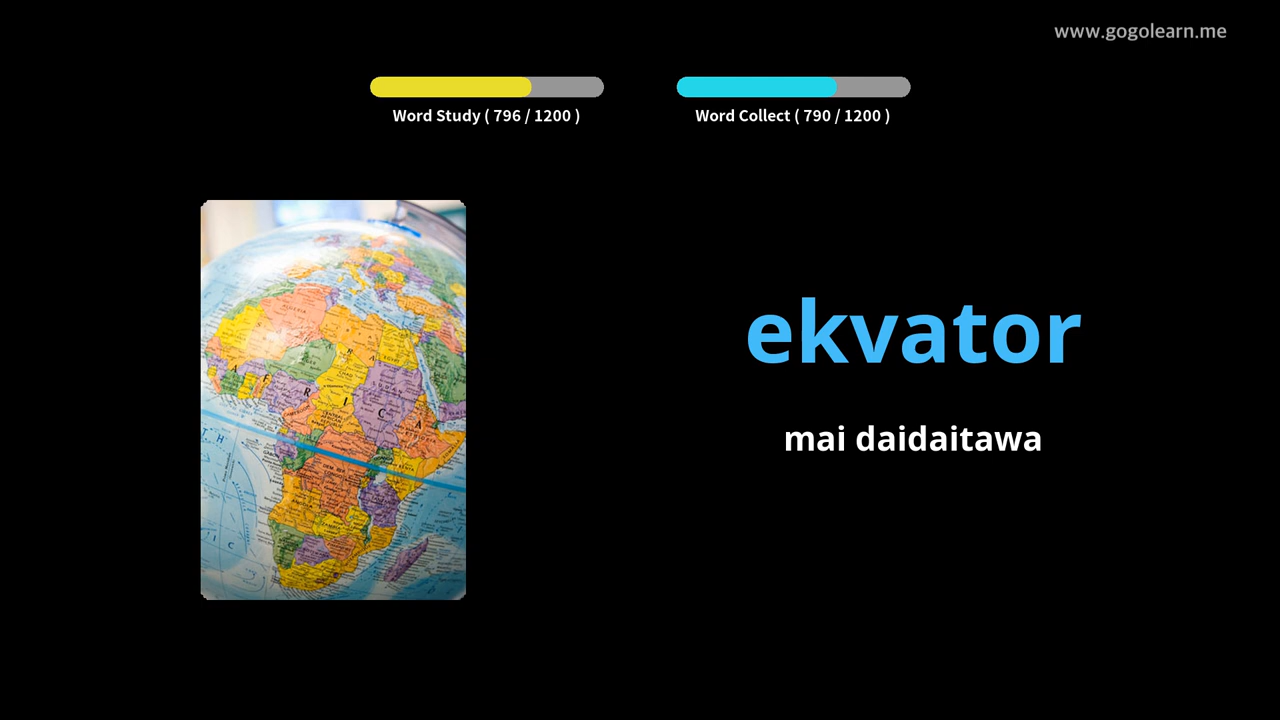 www.gogolearn.me
Word Study ( 796 / 1200 )
Word Collect ( 790 / 1200 )
ekvator
mai daidaitawa
A F R I C A